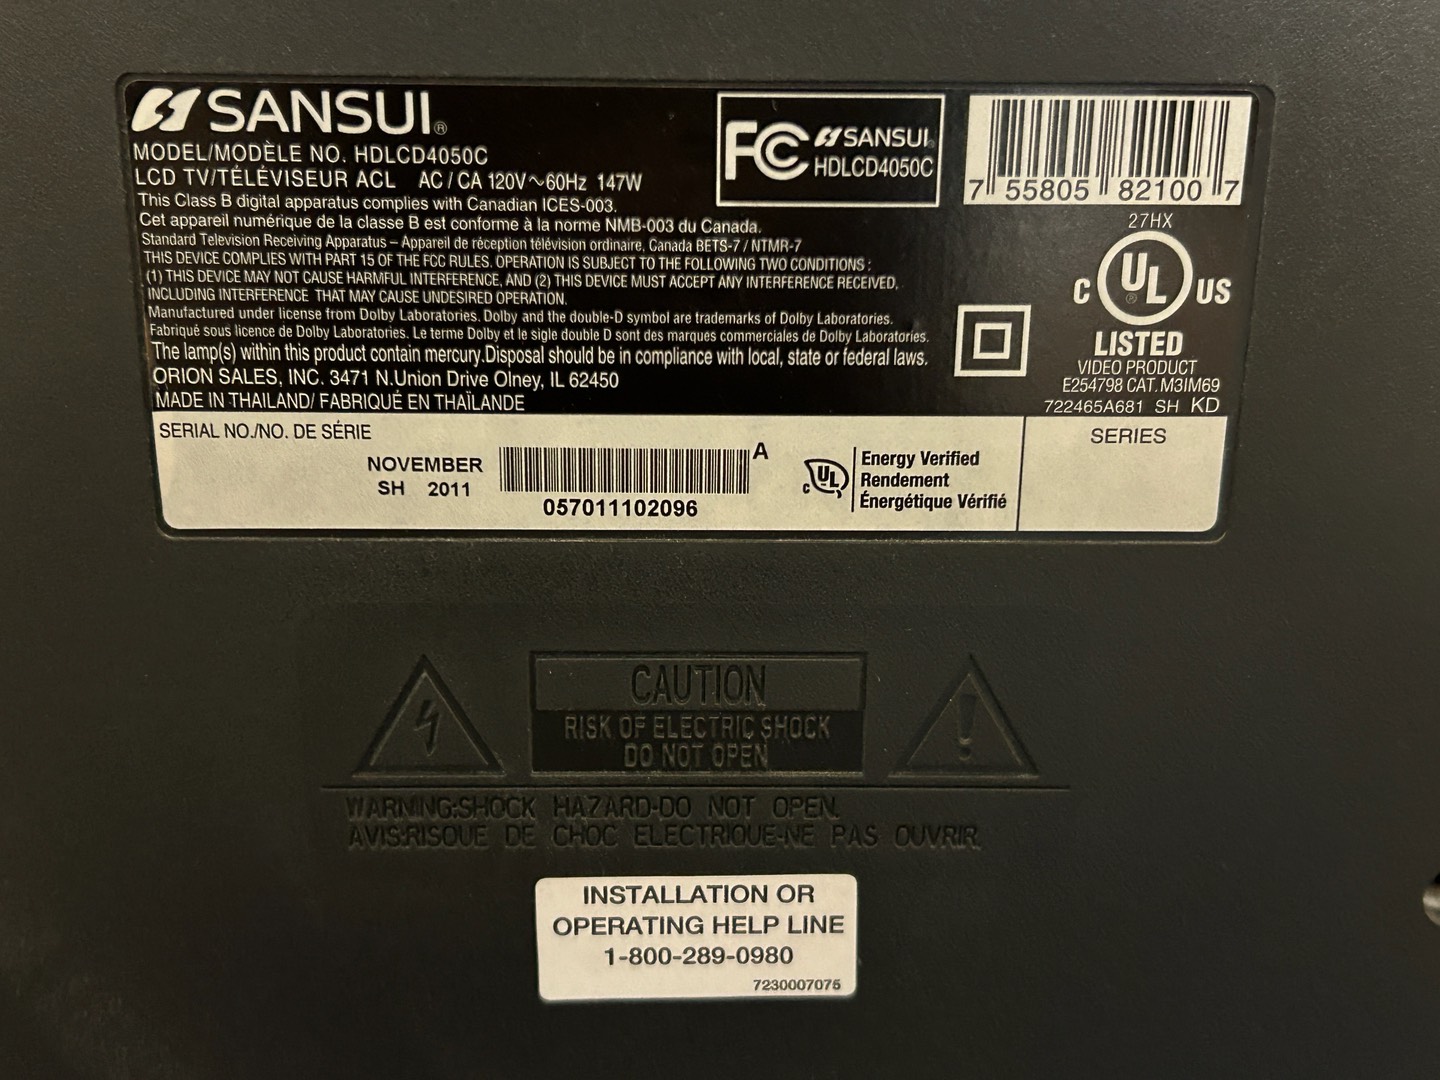 SANSUI®
MODEL/MODÈLE NO. HDLCD4050C
LCD TV/TÉLÉVISEUR ACL AC / CA 120V~60Hz 147W
This Class B digital apparatus complies with Canadian ICES-003.
Cet appareil numérique de la classe B est conforme à la norme NMB-003 du Canada.
Standard Television Receiving Apparatus – Appareil de réception télévision ordinaire, Canada BETS-7 / NTMR-7
THIS DEVICE COMPLIES WITH PART 15 OF THE FCC RULES. OPERATION IS SUBJECT TO THE FOLLOWING TWO CONDITIONS :
(1) THIS DEVICE MAY NOT CAUSE HARMFUL INTERFERENCE, AND (2) THIS DEVICE MUST ACCEPT ANY INTERFERENCE RECEIVED,
INCLUDING INTERFERENCE THAT MAY CAUSE UNDESIRED OPERATION.
Manufactured under license from Dolby Laboratories. Dolby and the double-D symbol are trademarks of Dolby Laboratories.
Fabriqué sous licence de Dolby Laboratories. Le terme Dolby et le sigle double D sont des marques commerciales de Dolby Laboratories.
The lamp(s) within this product contain mercury.Disposal should be in compliance with local, state or federal laws.
ORION SALES, INC. 3471 N.Union Drive Olney, IL 62450
MADE IN THAILAND/ FABRIQUÉ EN THAÏLANDE
FC SANSUI®
HDLCD4050C
7 55805 82100 7
27HX
C UL® US
LISTED
VIDEO PRODUCT
E254798 CAT. M3IM69
722465A681 SH KD
SERIAL NO./NO. DE SÉRIE
NOVEMBER
SH 2011
A
057011102096
C UL
Energy Verified
Rendement
Énergétique Vérifié
SERIES
CAUTION
RISK OF ELECTRIC SHOCK
DO NOT OPEN
WARNING:SHOCK HAZARD-DO NOT OPEN.
AVIS:RISQUE DE CHOC ELECTRIQUE-NE PAS OUVRIR.
INSTALLATION OR
OPERATING HELP LINE
1-800-289-0980
7230007075